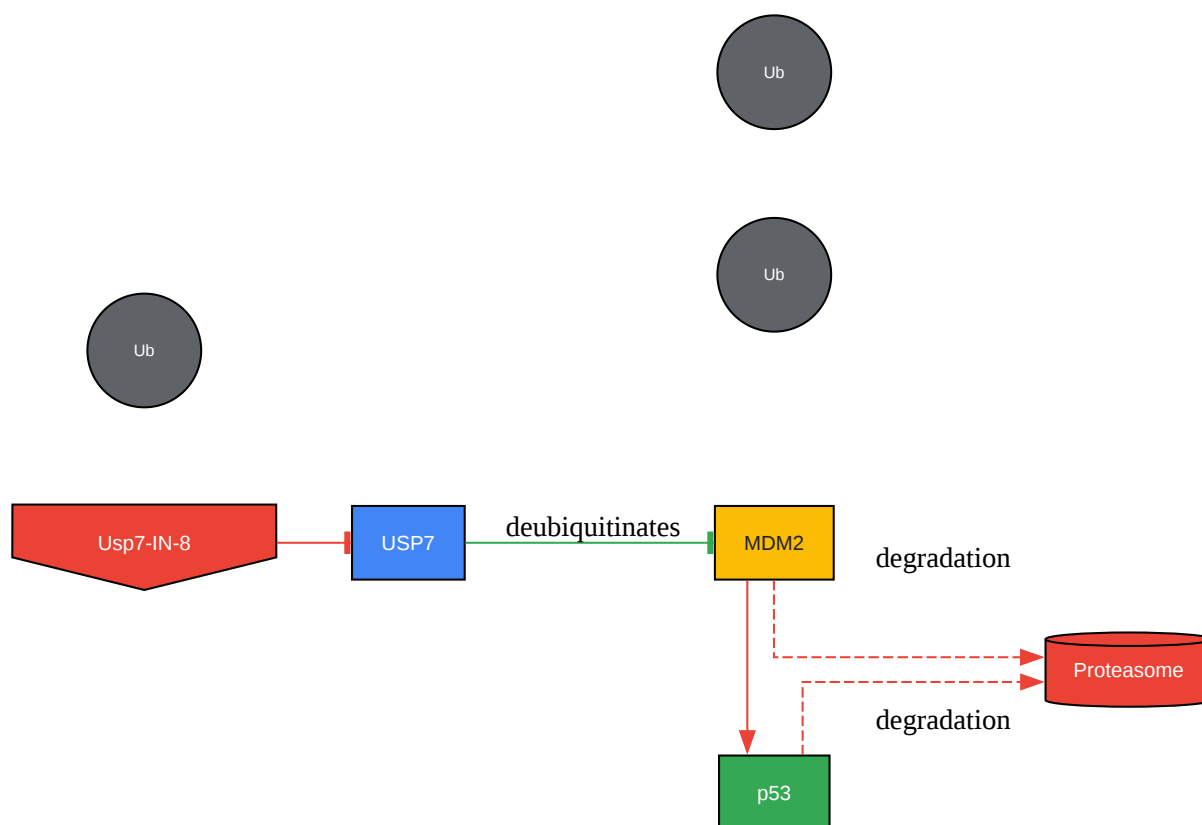 Ub
Ub
Ub
Usp7-IN-8
USP7
deubiquitinates
MDM2
degradation
Proteasome
degradation
p53